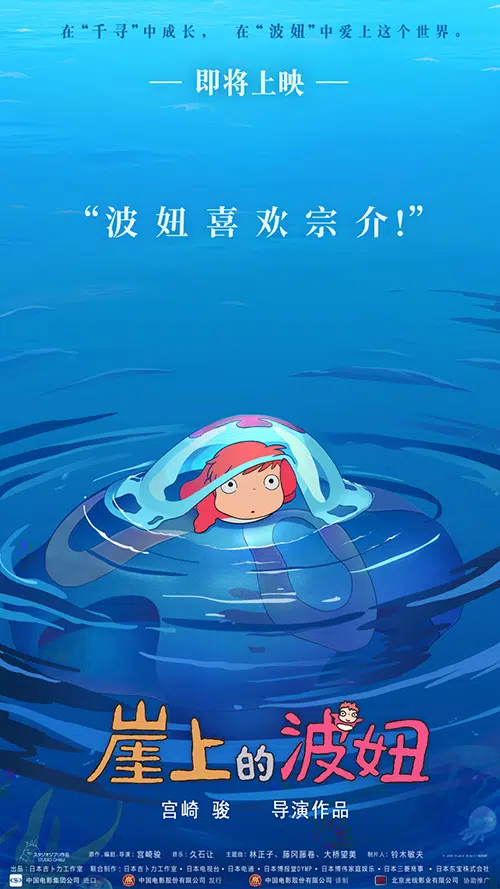 在“千寻”中成长， 在“波妞”中爱上这个世界。
— 即将上映 —
“波妞喜欢宗介!”
崖上的波妞
宫崎 骏 导演作品
スタジオジブリ作品
STUDIO GHIBLI
原作、编剧、导演：宫崎骏 音乐：久石让 主题曲：林正子、藤冈藤卷、大桥望美 制片人：铃木敏夫
出品：日本吉卜力工作室 联合制作：日本吉卜力工作室・日本电视台・日本电通・日本博报堂DYMP・日本博伟家庭娱乐・日本三菱商事・日本东宝株式会社
中国电影集团公司 进口 中国电影股份有限公司 发行 中国电影股份有限公司 译制 北京光线影业有限公司 协助推广